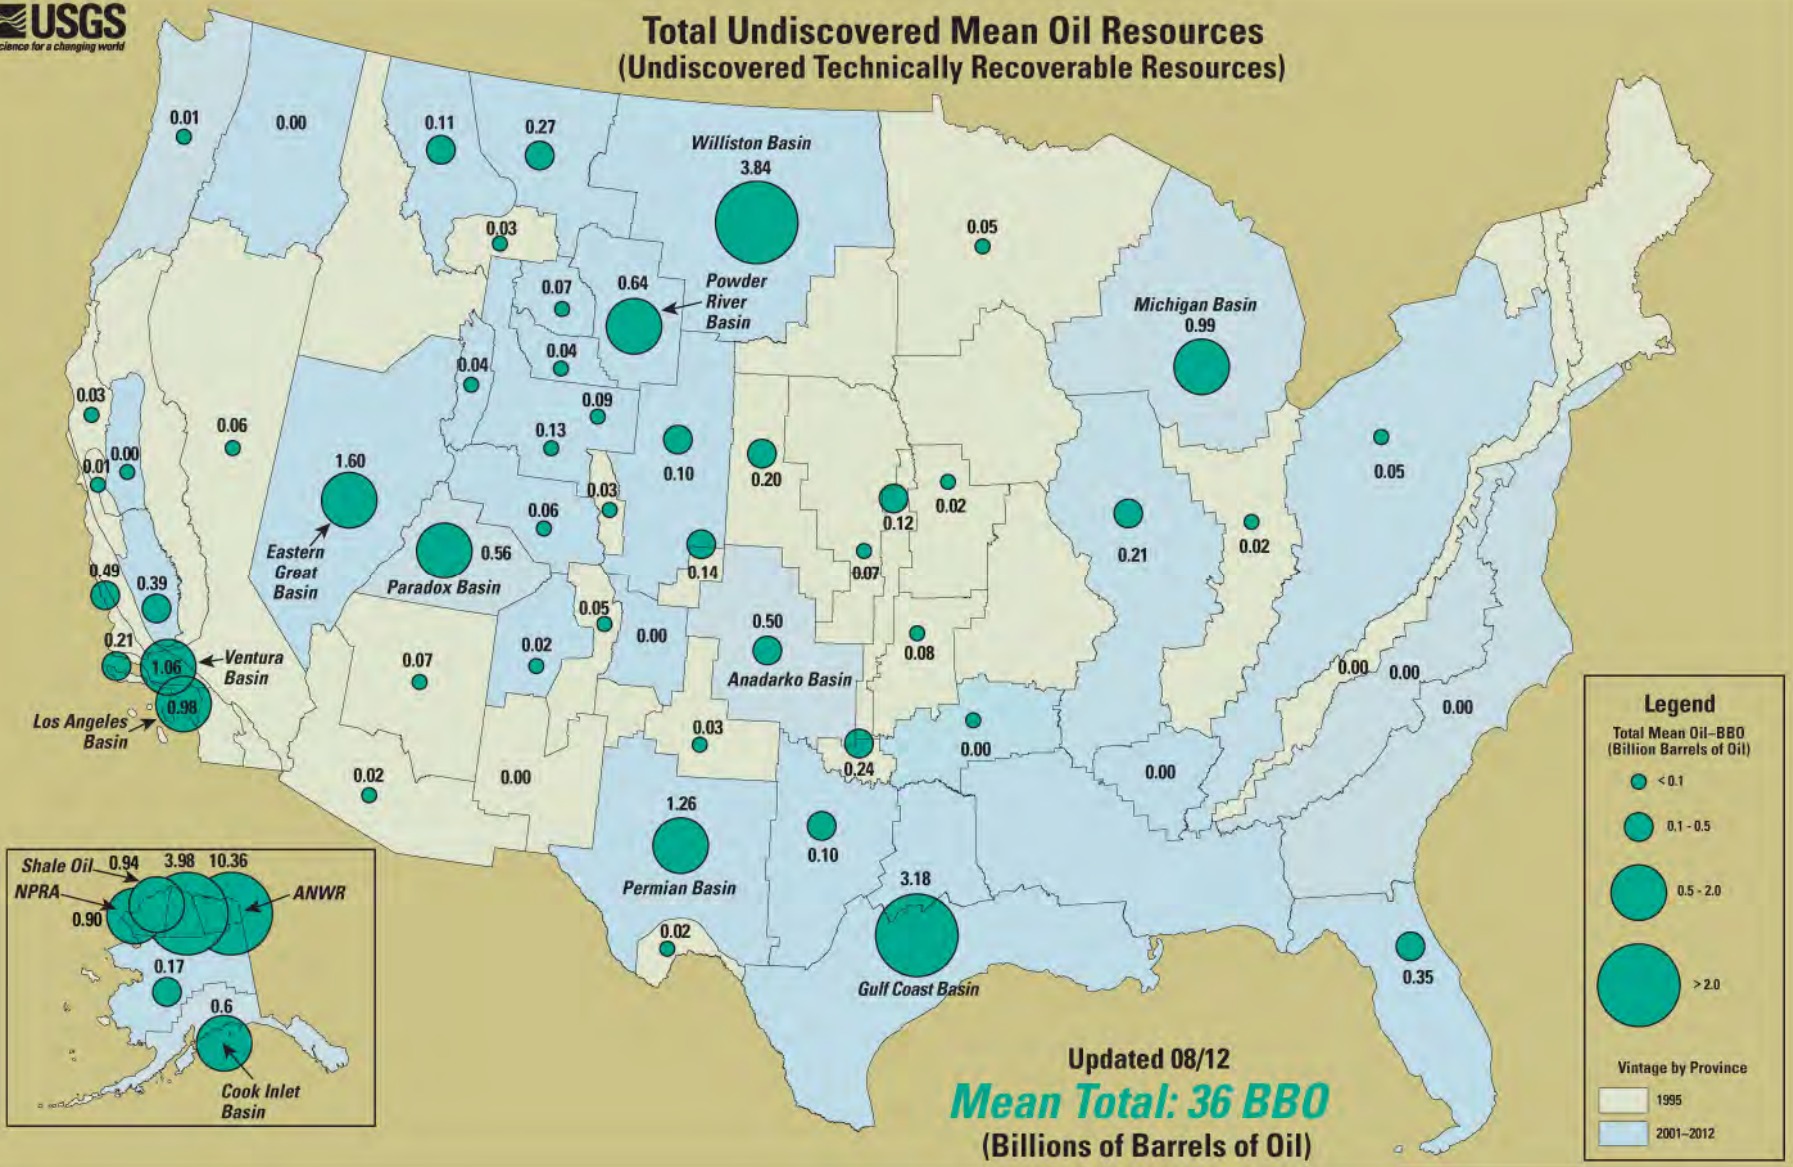 USGS
science for a changing world
Total Undiscovered Mean Oil Resources
(Undiscovered Technically Recoverable Resources)
0.01
0.00
0.11
0.27
Williston Basin
3.84
0.03
0.05
0.07
0.64
Powder
River
Basin
Michigan Basin
0.99
0.04
0.04
0.03
0.09
0.06
0.13
0.00
0.01
1.60
0.10
0.20
0.05
0.03
0.06
0.12
0.02
0.56
Eastern
Great
Basin
Paradox Basin
0.14
0.07
0.21
0.02
0.49
0.39
0.05
0.50
0.00
0.02
0.21
1.06
Ventura
Basin
0.07
0.08
Anadarko Basin
0.00
0.00
0.00
0.98
Los Angeles
Basin
0.03
0.00
0.24
0.02
0.00
0.00
1.26
Permian Basin
0.10
3.18
0.02
Gulf Coast Basin
0.35
Shale Oil
0.94
3.98
10.36
NPRA
ANWR
0.90
0.17
0.6
Cook Inlet
Basin
Updated 08/12
Mean Total: 36 BBO
(Billions of Barrels of Oil)
Legend
Total Mean Oil–BBO
(Billion Barrels of Oil)
< 0.1
0.1 - 0.5
0.5 - 2.0
> 2.0
Vintage by Province
1995
2001–2012